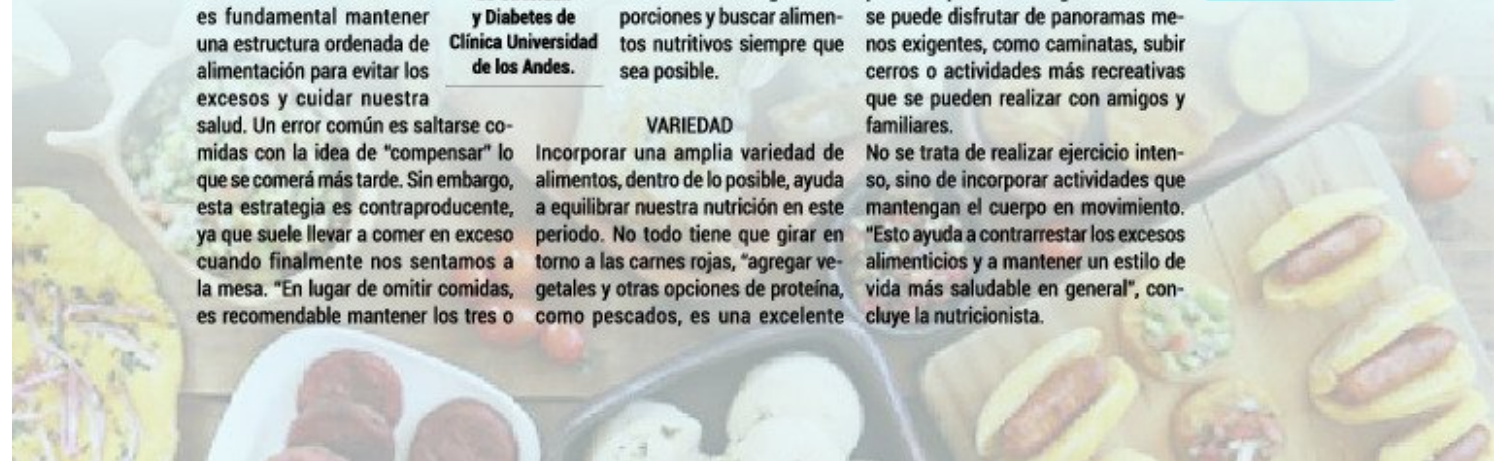 es fundamental mantener
una estructura ordenada de
alimentación para evitar los
excesos y cuidar nuestra
salud. Un error común es saltarse co-
midas con la idea de "compensar" lo
que se comerá más tarde. Sin embargo,
esta estrategia es contraproducente,
ya que suele llevar a comer en exceso
cuando finalmente nos sentamos a
la mesa. "En lugar de omitir comidas,
es recomendable mantener los tres o
y Diabetes de
Clínica Universidad
de los Andes.
porciones y buscar alimen-
tos nutritivos siempre que
sea posible.
VARIEDAD
Incorporar una amplia variedad de
alimentos, dentro de lo posible, ayuda
a equilibrar nuestra nutrición en este
periodo. No todo tiene que girar en
torno a las carnes rojas, "agregar ve-
getales y otras opciones de proteína,
como pescados, es una excelente
se puede disfrutar de panoramas me-
nos exigentes, como caminatas, subir
cerros o actividades más recreativas
que se pueden realizar con amigos y
familiares.
No se trata de realizar ejercicio inten-
so, sino de incorporar actividades que
mantengan el cuerpo en movimiento.
"Esto ayuda a contrarrestar los excesos
alimenticios y a mantener un estilo de
vida más saludable en general", con-
cluye la nutricionista.